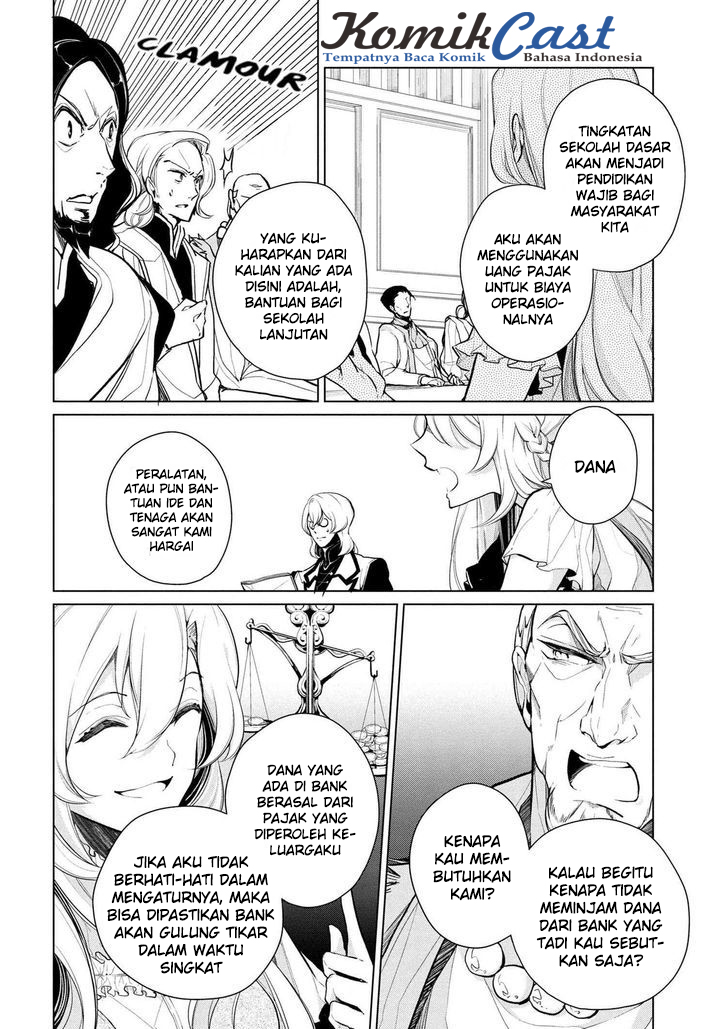 KomikCast
Tempatnya Baca Komik Bahasa Indonesia
TINGKATAN
SEKOLAH DASAR
AKAN MENJADI
PENDIDIKAN
WAJIB BAGI
MASYARAKAT
KITA
AKU AKAN
MENGGUNAKAN
UANG PAJAK
UNTUK BIAYA
OPERASIO-
NALNYA
CLAMOUR
YANG KU-
HARAPKAN DARI
KALIAN YANG ADA
DISINI ADALAH,
BANTUAN BAGI
SEKOLAH
LANJUTAN
DANA
PERALATAN,
ATAU PUN BAN-
TUAN IDE DAN
TENAGA AKAN
SANGAT KAMI
HARGAI
KALAU BEGITU
KENAPA TIDAK
MEMINJAM DANA
DARI BANK YANG
TADI KAU SEBUT-
KAN SAJA?
KENAPA
KAU MEM-
BUTUHKAN
KAMI?
DANA YANG
ADA DI BANK
BERASAL DARI
PAJAK YANG
DIPEROLEH KE-
LUARGAKU
JIKA AKU TIDAK
BERHATI-HATI DALAM
MENGATURNYA, MAKA
BISA DIPASTIKAN BANK
AKAN GULUNG TIKAR
DALAM WAKTU
SINGKAT